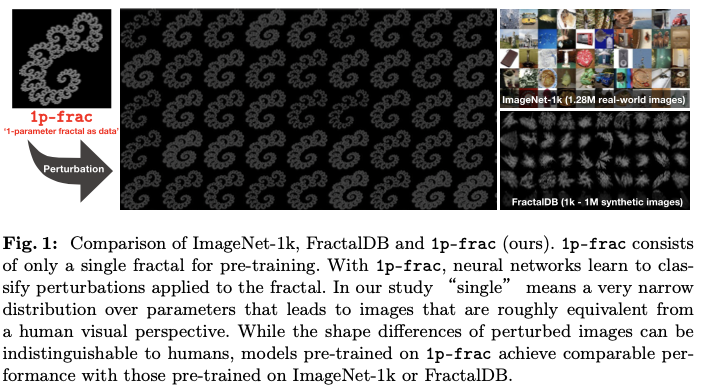 1p-frac
'1-parameter fractal as data'
Perturbation
ImageNet-1k (1.28M real-world images)
FractalDB (1k - 1M synthetic images)
Fig. 1: Comparison of ImageNet-1k, FractalDB and 1p-frac (ours). 1p-frac consists
of only a single fractal for pre-training. With 1p-frac, neural networks learn to clas-
sify perturbations applied to the fractal. In our study “single” means a very narrow
distribution over parameters that leads to images that are roughly equivalent from
a human visual perspective. While the shape differences of perturbed images can be
indistinguishable to humans, models pre-trained on 1p-frac achieve comparable per-
formance with those pre-trained on ImageNet-1k or FractalDB.